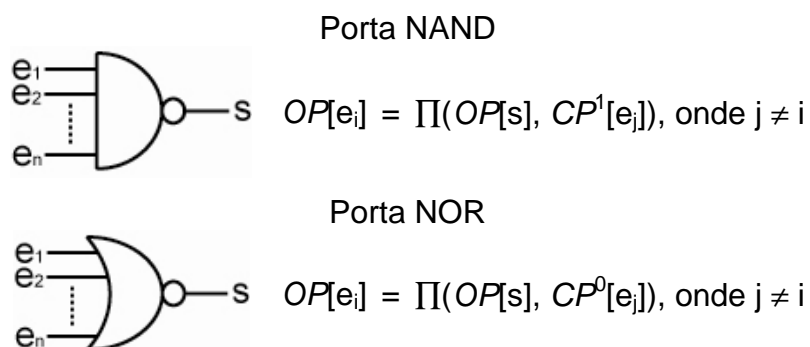 Porta NAND
e₁
e₂
eₙ
s
OP[eᵢ] = ∏(OP[s], CP¹[eⱼ]), onde j ≠ i
Porta NOR
e₁
e₂
eₙ
s
OP[eᵢ] = ∏(OP[s], CP⁰[eⱼ]), onde j ≠ i